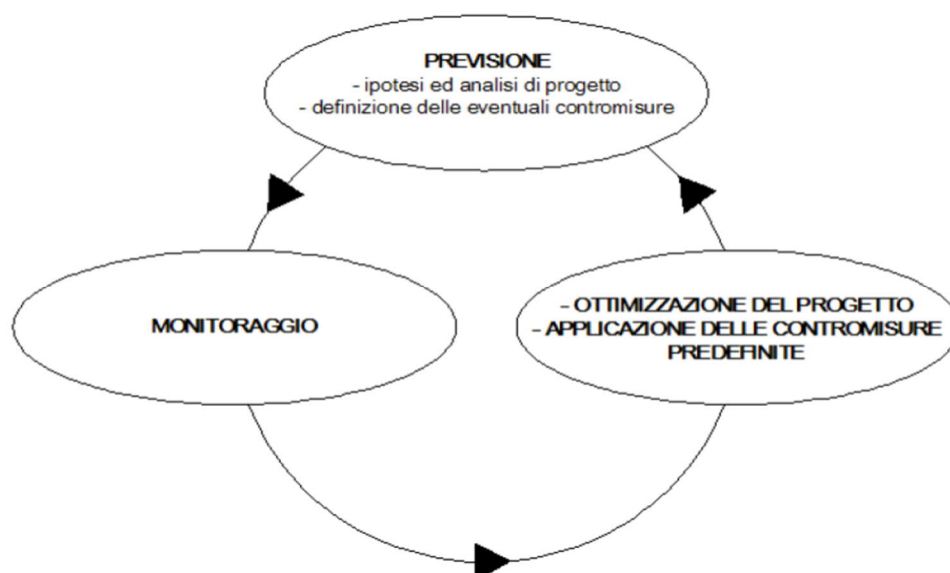 PREVISIONE
- ipotesi ed analisi di progetto
- definizione delle eventuali contromisure
MONITORAGGIO
- OTTIMIZZAZIONE DEL PROGETTO
- APPLICAZIONE DELLE CONTROMISURE
PREDEFINITE